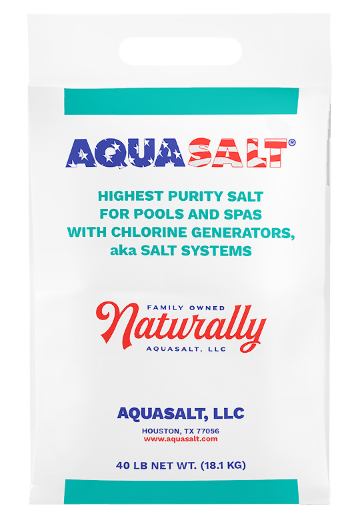 AQUASALT®
HIGHEST PURITY SALT
FOR POOLS AND SPAS
WITH CHLORINE GENERATORS,
aka SALT SYSTEMS
FAMILY OWNED
Naturally
AQUASALT, LLC
AQUASALT, LLC
HOUSTON, TX 77056
www.aquasalt.com
40 LB NET WT. (18.1 KG)